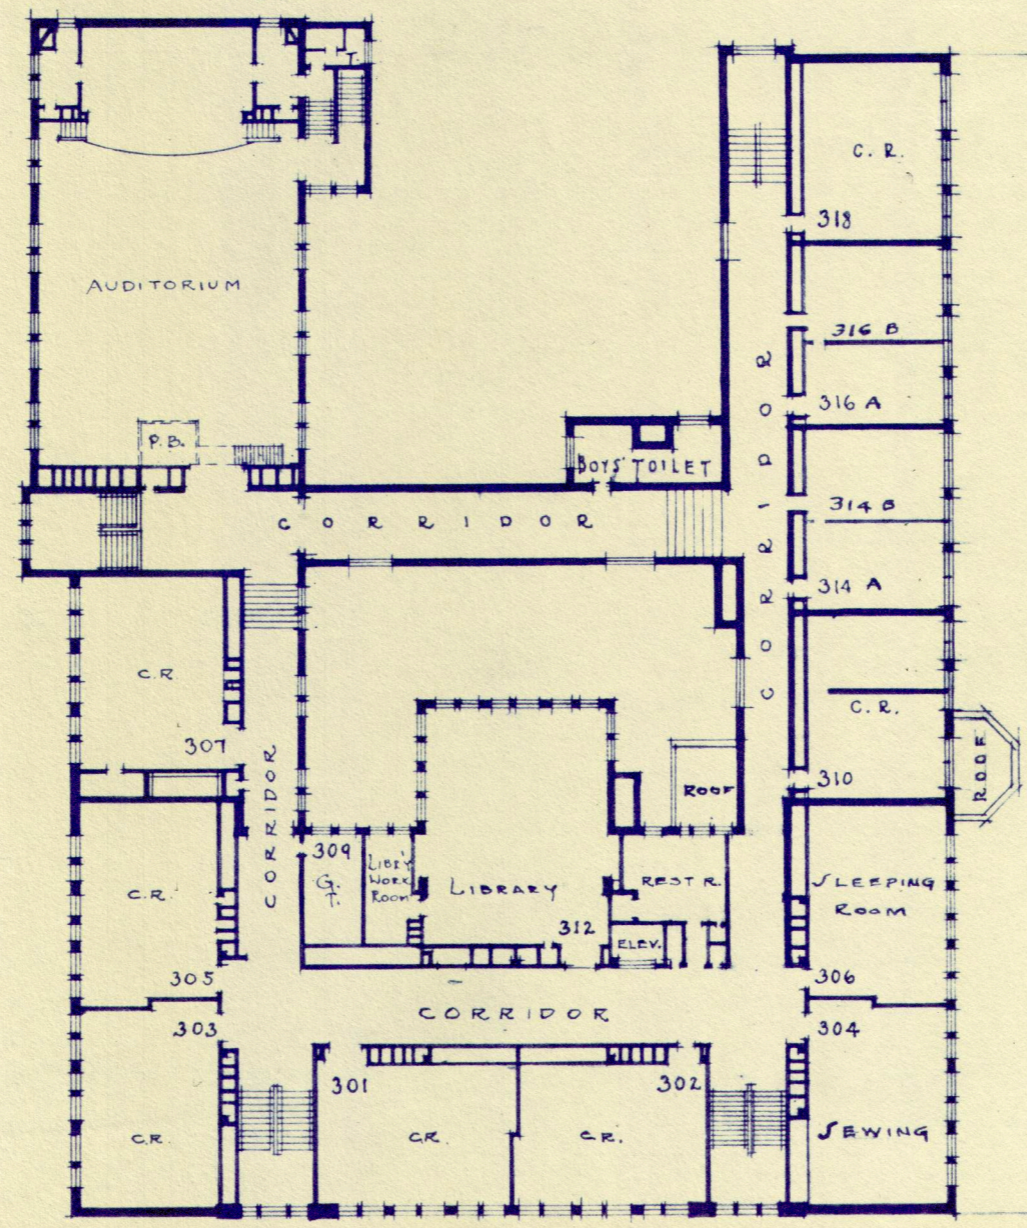 T.
C. R.
318
AUDITORIUM
316 B
316 A
P. B.
BOYS' TOILET
314 B
CORRIDOR
CORRIDOR
314 A
C.R
307
C. R.
310
ROOF
ROOF
CORRIDOR
309
G.
T.
LIB'Y
WORK
ROOM
LIBRARY
312
REST R.
ELEV.
C.R.
305
SLEEPING
ROOM
306
303
CORRIDOR
304
301
302
C.R.
C.R.
C.R.
SEWING